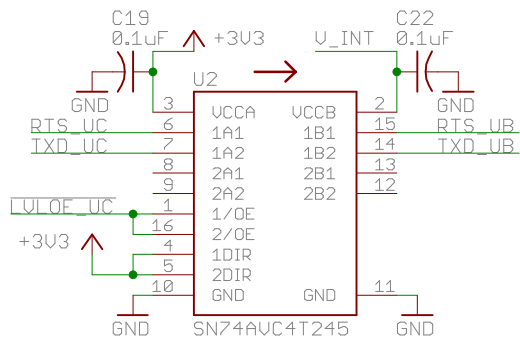 C19
0.1uF
+3V3
V_INT
C22
0.1uF
GND
U2
GND
3 VCCA VCCB 2
RTS_UC 6 1A1 1B1 15 RTS_UB
TXD_UC 7 1A2 1B2 14 TXD_UB
8 2A1 2B1 13
9 2A2 2B2 12
LVLOE_UC 1 1/OE
16 2/OE
+3V3 4 1DIR
5 2DIR
10 GND GND 11
GND SN74AVC4T245 GND